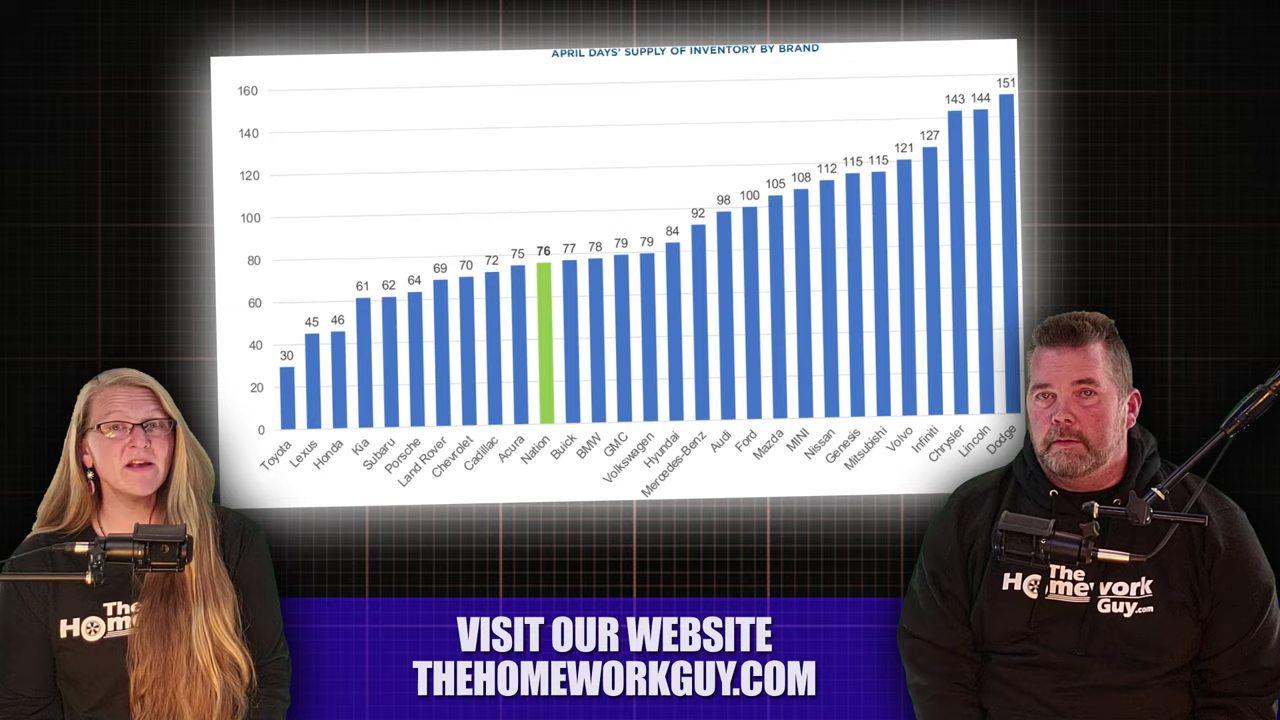 APRIL DAYS' SUPPLY OF INVENTORY BY BRAND
160
140
120
100
80
60
40
20
0
30
45
46
61
62
64
69
70
72
75
76
77
78
79
79
84
92
98
100
105
108
112
115
115
121
127
143
144
151
Toyota
Lexus
Honda
Kia
Subaru
Porsche
Land Rover
Chevrolet
Cadillac
Acura
Nation
Buick
BMW
GMC
Volkswagen
Hyundai
Mercedes-Benz
Audi
Ford
Mazda
MINI
Nissan
Genesis
Mitsubishi
Volvo
Infiniti
Chrysler
Lincoln
Dodge
The
Home
The
Homework
Guy.com
VISIT OUR WEBSITE
THEHOMEWORKGUY.COM